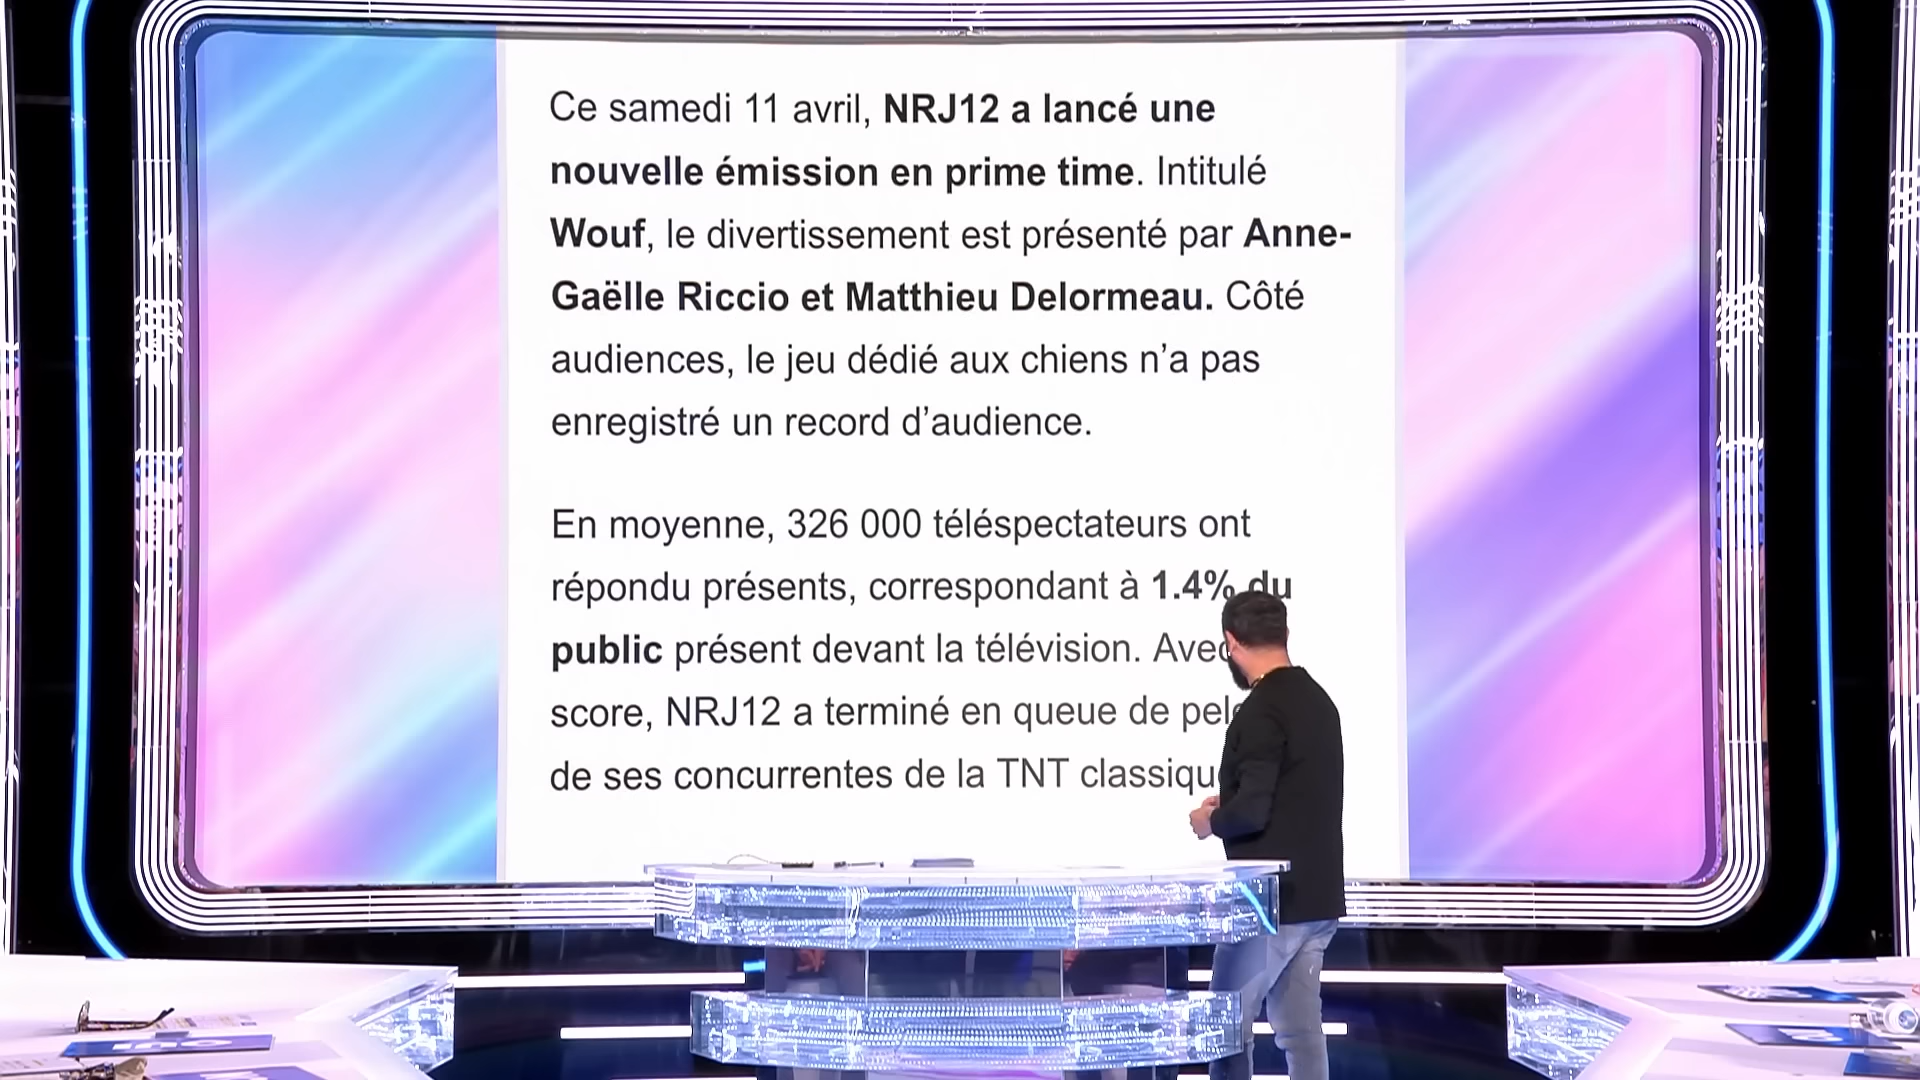 Ce samedi 11 avril, NRJ12 a lancé une
nouvelle émission en prime time. Intitulé
Wouf, le divertissement est présenté par Anne-
Gaëlle Riccio et Matthieu Delormeau. Côté
audiences, le jeu dédié aux chiens n’a pas
enregistré un record d’audience.
En moyenne, 326 000 téléspectateurs ont
répondu présents, correspondant à 1.4% du
public présent devant la télévision. Avec
score, NRJ12 a terminé en queue de
de ses concurrentes de la TNT